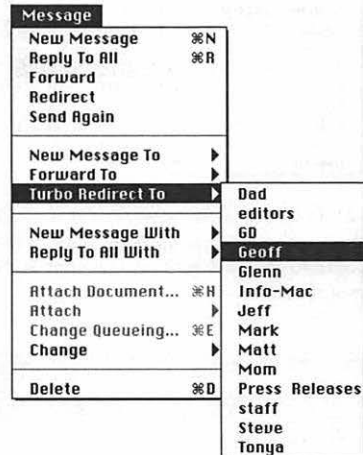 Message
New Message ⌘N
Reply To All ⌘R
Forward
Redirect
Send Again
New Message To
Forward To
Turbo Redirect To
New Message With
Reply To All With
Attach Document... ⌘H
Attach
Change Queueing... ⌘E
Change
Delete ⌘D
Dad
editors
GD
Geoff
Glenn
Info-Mac
Jeff
Mark
Matt
Mom
Press Releases
staff
Steve
Tonya